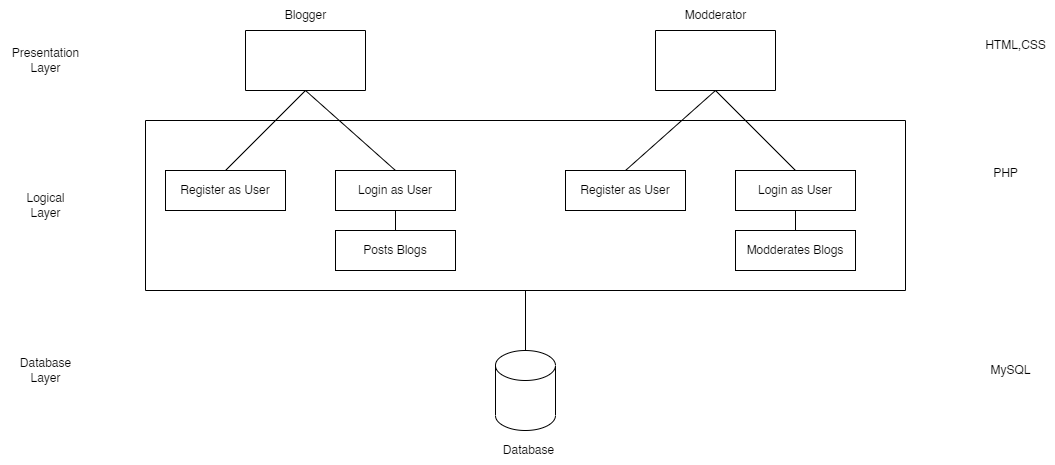 Blogger
Modderator
Presentation
Layer
HTML,CSS
Register as User
Login as User
Register as User
Login as User
PHP
Logical
Layer
Posts Blogs
Modderates Blogs
Database
Layer
MySQL
Database